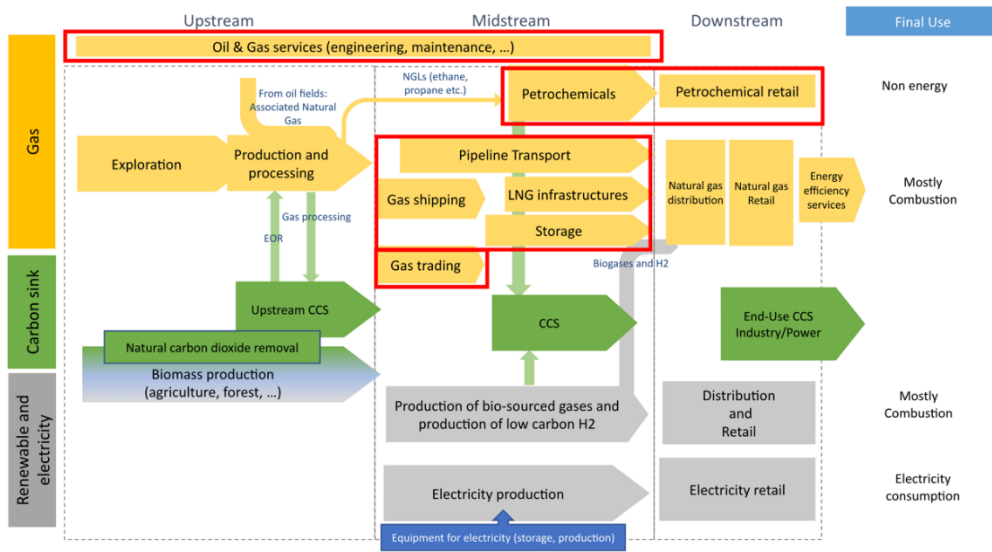 Upstream
Midstream
Downstream
Final Use
Gas
Oil & Gas services (engineering, maintenance, ...)
From oil fields:
Associated Natural
Gas
NGLs (ethane,
propane etc.)
Petrochemicals
Petrochemical retail
Non energy
Exploration
Production and
processing
Pipeline Transport
Gas shipping
LNG infrastructures
Storage
Natural gas
distribution
Natural gas
Retail
Energy
efficiency
services
Mostly
Combustion
Gas processing
EOR
Gas trading
Biogases and H2
Carbon sink
Upstream CCS
CCS
End-Use CCS
Industry/Power
Natural carbon dioxide removal
Biomass production
(agriculture, forest, ...)
Renewable and
electricity
Production of bio-sourced gases and
production of low carbon H2
Distribution
and
Retail
Mostly
Combustion
Electricity production
Electricity retail
Electricity
consumption
Equipment for electricity (storage, production)